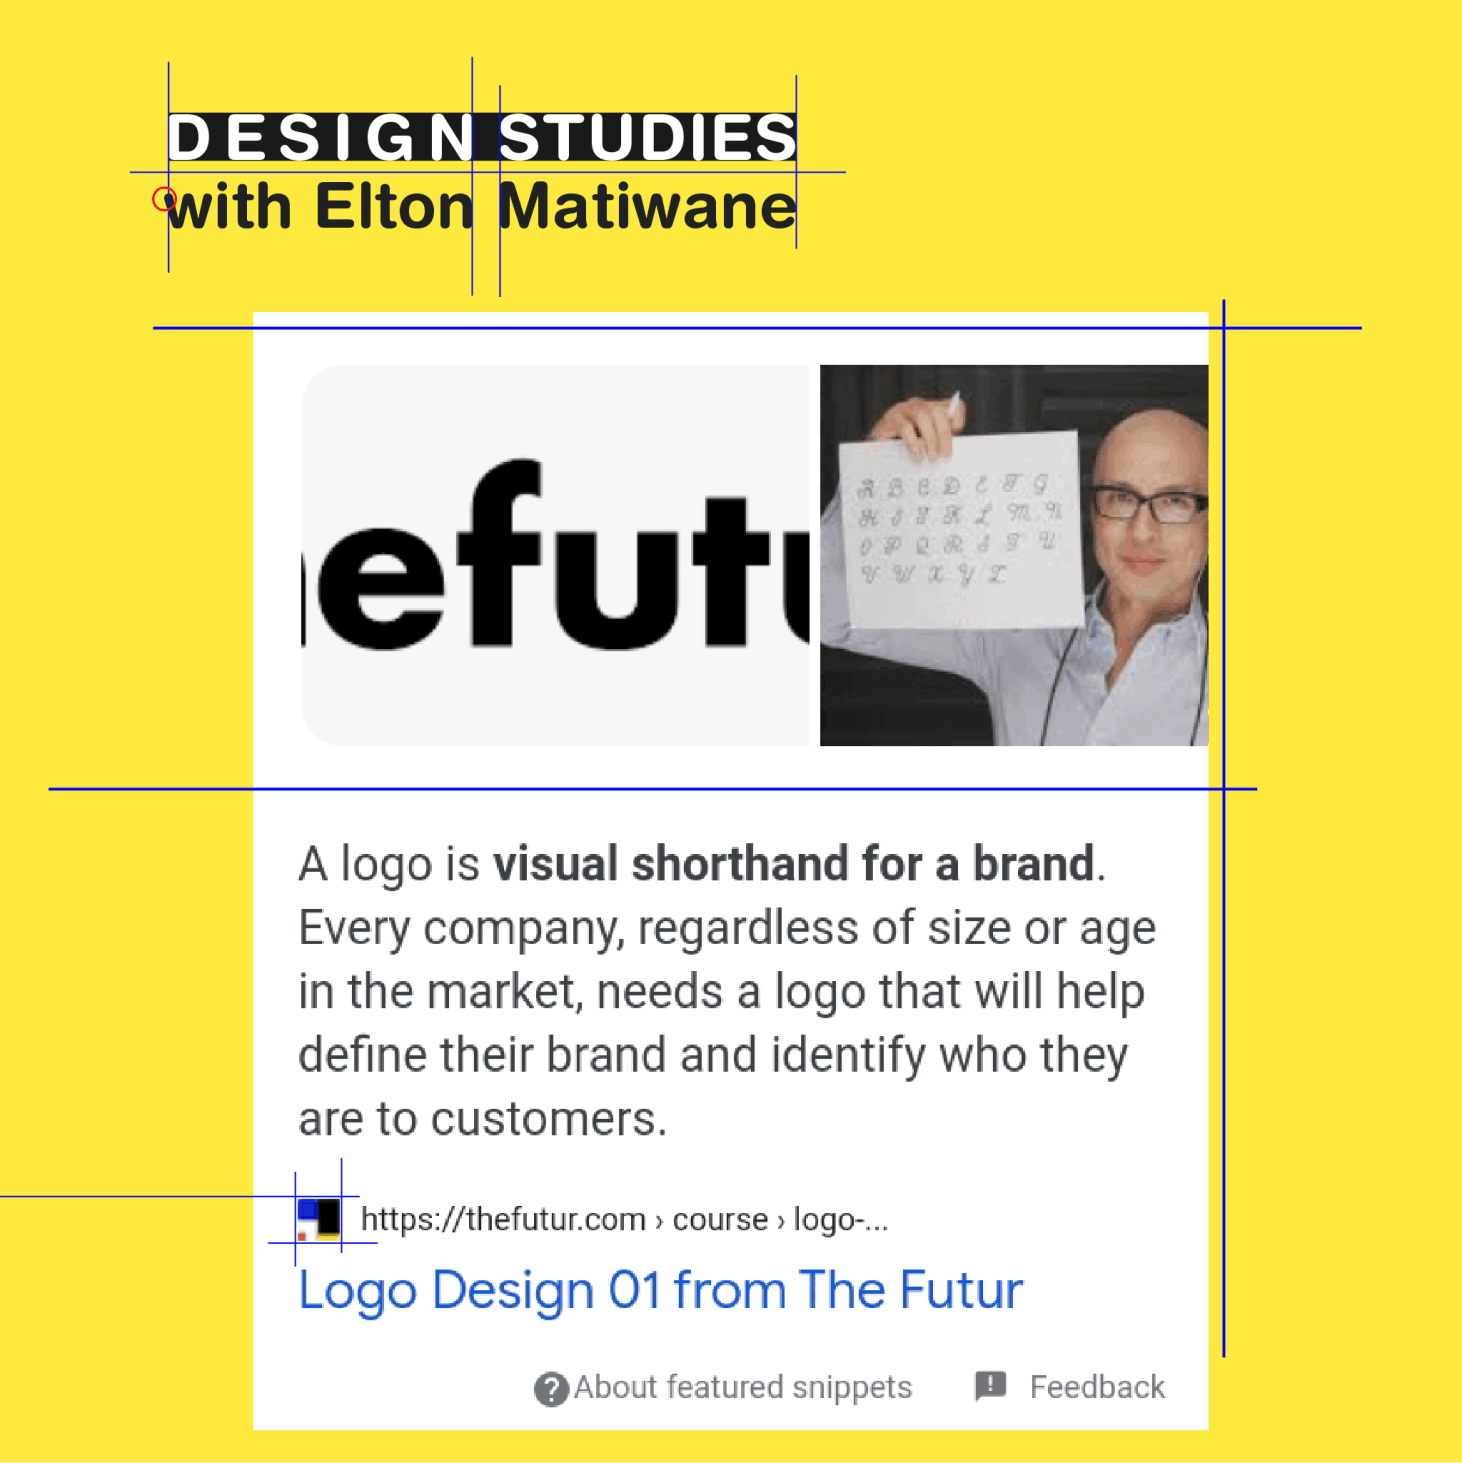 DESIGN STUDIES
with Elton Matiwane
efutu
A B C D E F G
H I J K L M N
O P Q R S T U
V W X Y Z
A logo is visual shorthand for a brand.
Every company, regardless of size or age
in the market, needs a logo that will help
define their brand and identify who they
are to customers.
https://thefutur.com › course › logo-...
Logo Design 01 from The Futur
About featured snippets
Feedback